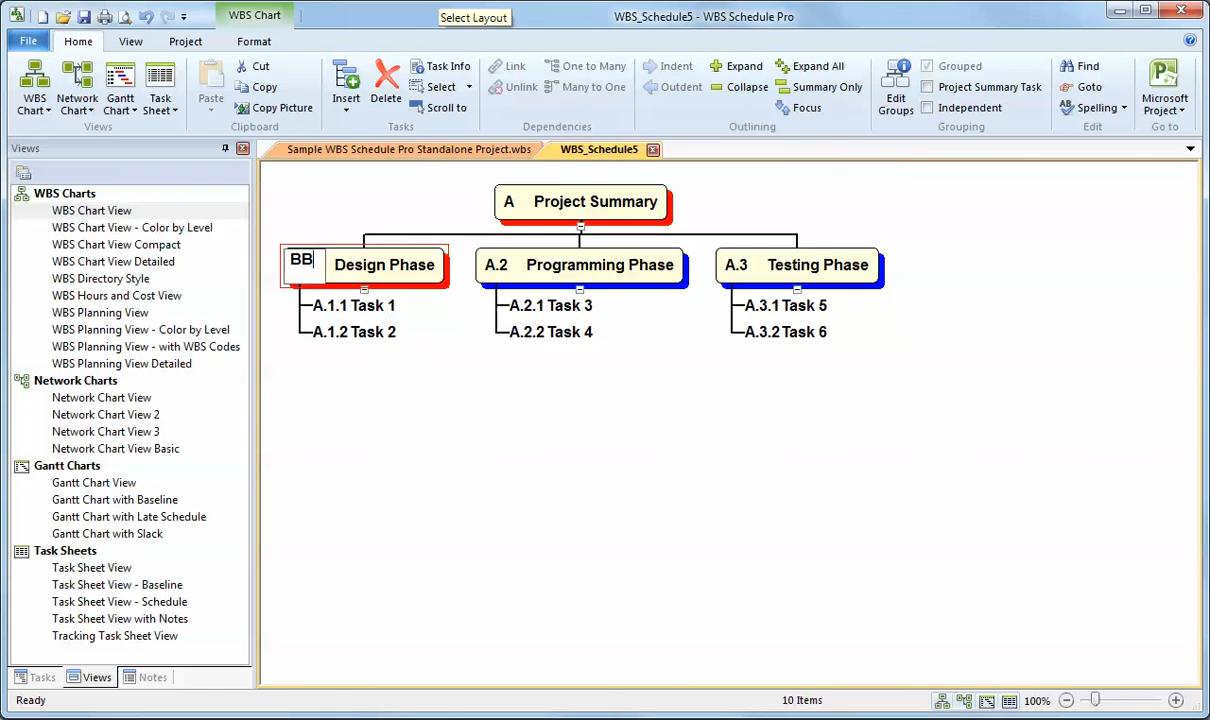 WBS Chart
Select Layout
WBS_Schedule5 - WBS Schedule Pro
File
Home
View
Project
Format
WBS Chart
Network Chart
Gantt Chart
Task Sheet
Views
Paste
Cut
Copy
Copy Picture
Clipboard
Insert
Delete
Task Info
Select
Scroll to
Tasks
Link
Unlink
One to Many
Many to One
Dependencies
Indent
Outdent
Expand
Collapse
Expand All
Summary Only
Focus
Outlining
Edit Groups
Grouped
Project Summary Task
Independent
Grouping
Find
Goto
Spelling
Edit
Microsoft Project
Go to
Views
Sample WBS Schedule Pro Standalone Project.wbs
WBS_Schedule5
WBS Charts
WBS Chart View
WBS Chart View - Color by Level
WBS Chart View Compact
WBS Chart Detailed
WBS Directory Style
WBS Hours and Cost View
WBS Planning View
WBS Planning View - Color by Level
WBS Planning View - with WBS Codes
WBS Planning View Detailed
Network Charts
Network Chart View
Network Chart View 2
Network Chart View 3
Network Chart View Basic
Gantt Charts
Gantt Chart View
Gantt Chart with Baseline
Gantt Chart with Late Schedule
Gantt Chart with Slack
Task Sheets
Task Sheet View
Task Sheet View - Baseline
Task Sheet View - Schedule
Task Sheet View with Notes
Tracking Task Sheet View
Tasks
Views
Notes
A Project Summary
BB Design Phase
A.1.1 Task 1
A.1.2 Task 2
A.2 Programming Phase
A.2.1 Task 3
A.2.2 Task 4
A.3 Testing Phase
A.3.1 Task 5
A.3.2 Task 6
Ready
10 Items
100%